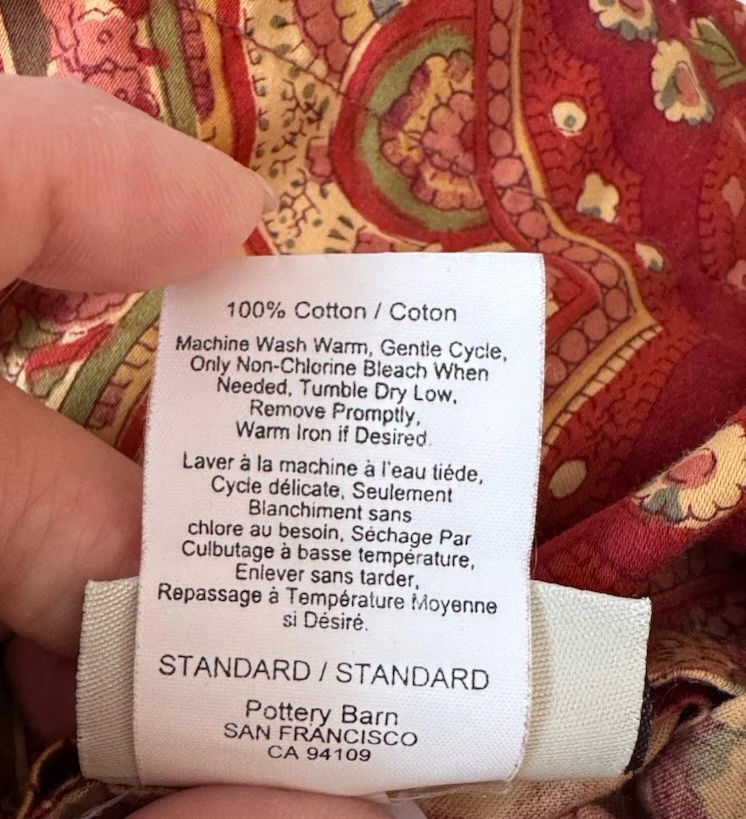 100% Cotton / Coton
Machine Wash Warm, Gentle Cycle,
Only Non-Chlorine Bleach When
Needed, Tumble Dry Low,
Remove Promptly,
Warm Iron if Desired.
Laver à la machine à l'eau tiéde,
Cycle délicate, Seulement
Blanchiment sans
chlore au besoin, Séchage Par
Culbutage à basse température,
Enlever sans tarder,
Repassage à Température Moyenne
si Désiré.
STANDARD / STANDARD
Pottery Barn
SAN FRANCISCO
CA 94109